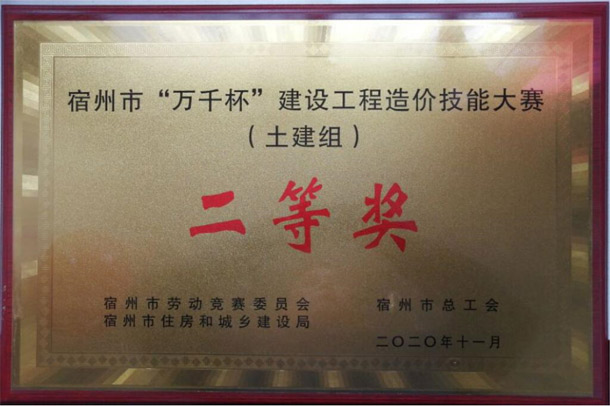 宿州市“万千杯”建设工程造价技能大赛
（土建组）
二等奖
宿州市劳动竞赛委员会 宿州市总工会
宿州市住房和城乡建设局
二〇二〇年十一月